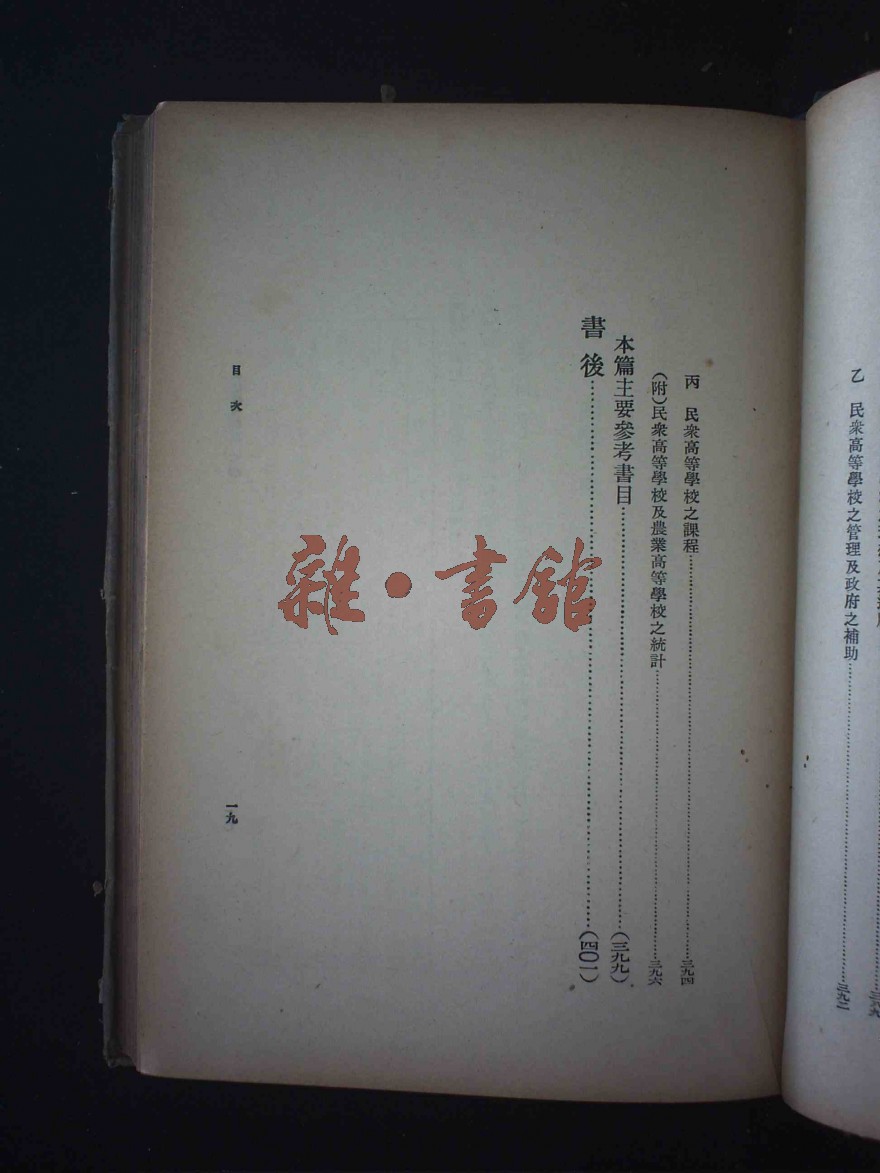 乙　民衆高等學校之管理及政府之補助……三九二
丙　民衆高等學校之課程……三九四
(附)民衆高等學校及農業高等學校之統計……三九六
本篇主要參考書目……(三九九)
書後……(四〇一)
目次
一九
雜·書館